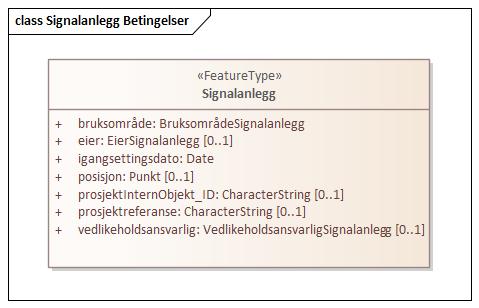 class Signalanlegg Betingelser
«FeatureType»
Signalanlegg
+ bruksområde: BruksområdeSignalanlegg
+ eier: EierSignalanlegg [0..1]
+ igangsettingsdato: Date
+ posisjon: Punkt [0..1]
+ prosjektInternObjekt_ID: CharacterString [0..1]
+ prosjektreferanse: CharacterString [0..1]
+ vedlikeholdsansvarlig: VedlikeholdsansvarligSignalanlegg [0..1]